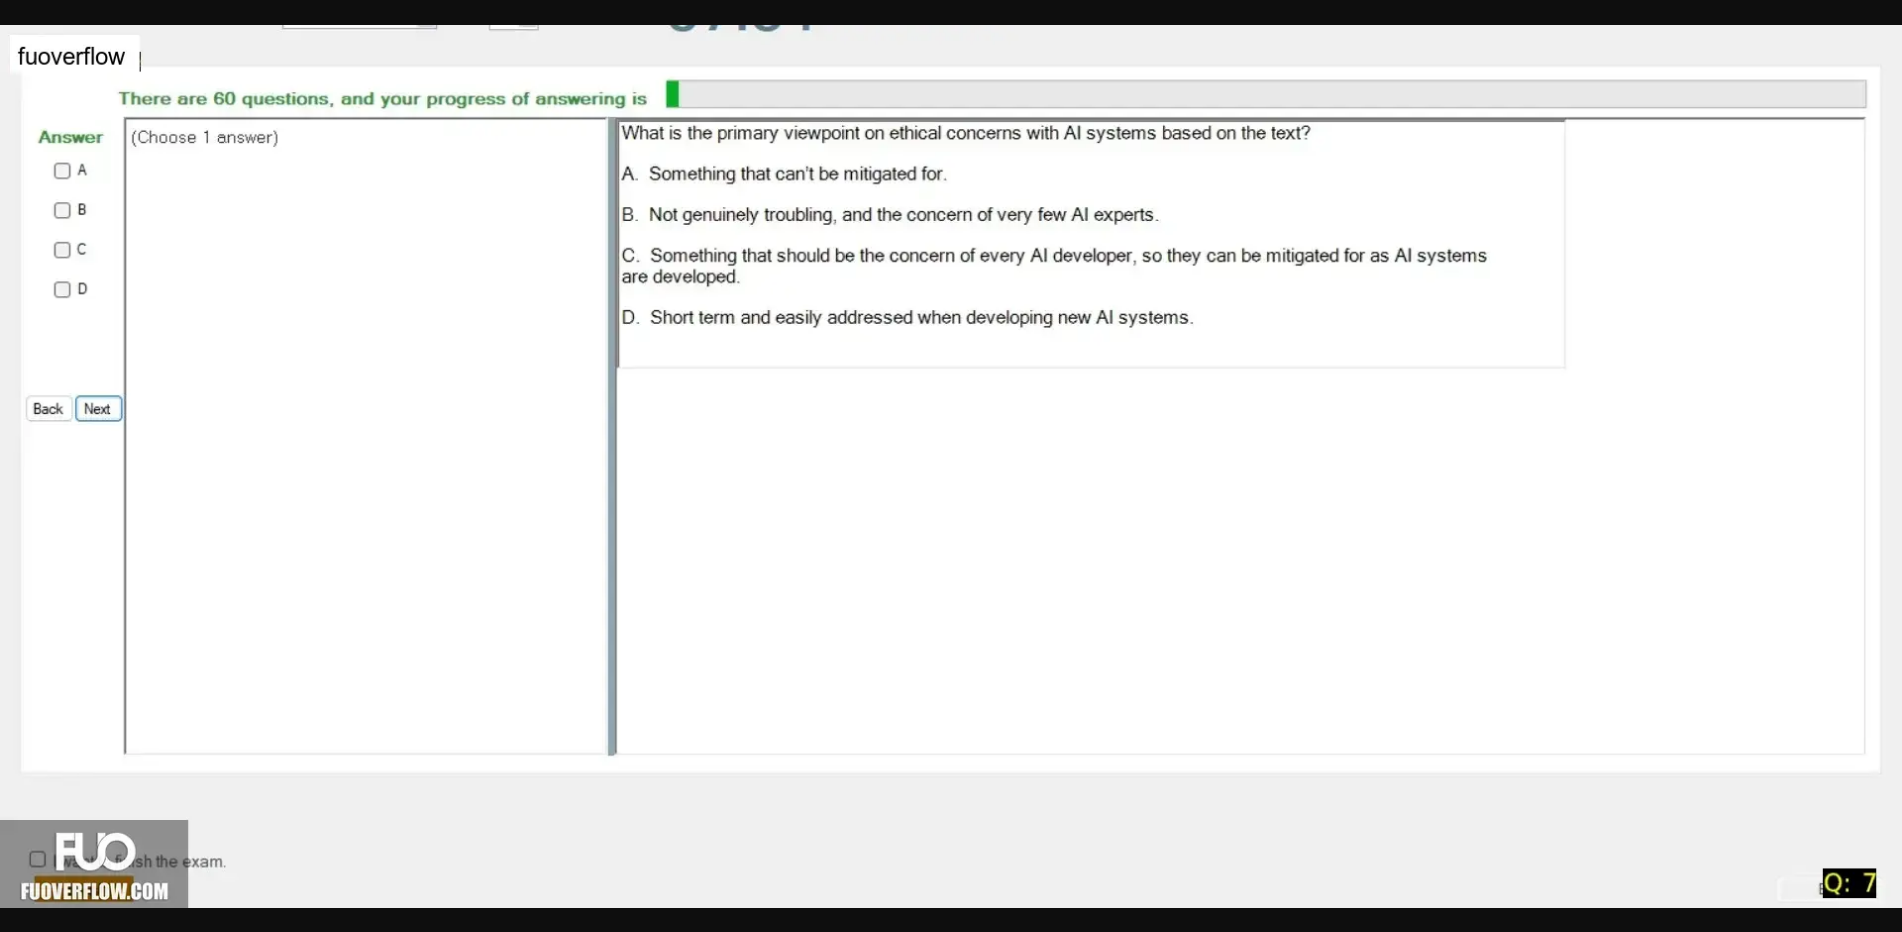 fuoverflow
There are 60 questions, and your progress of answering is
Answer
(Choose 1 answer)
A
B
C
D
Back Next
What is the primary viewpoint on ethical concerns with AI systems based on the text?
A. Something that can't be mitigated for.
B. Not genuinely troubling, and the concern of very few AI experts.
C. Something that should be the concern of every AI developer, so they can be mitigated for as AI systems
are developed.
D. Short term and easily addressed when developing new AI systems.
FUO
the exam.
FUOVERFLOW.COM
Q: 7